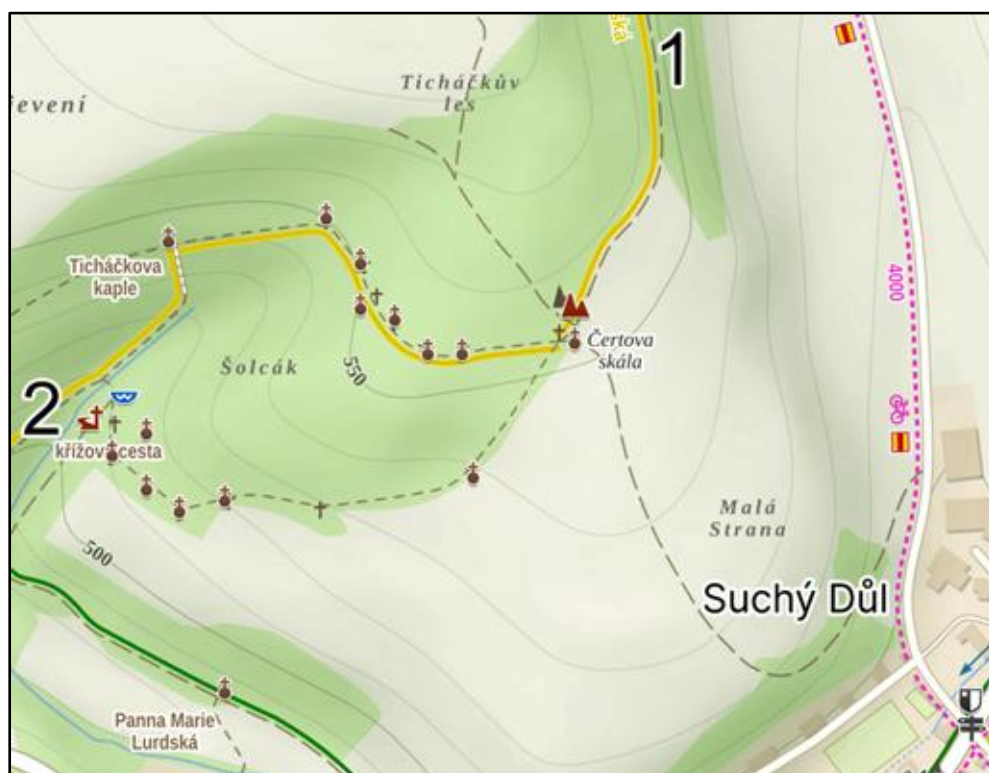 ská
1
Ticháčkův
les
jevení
4000
Ticháčkova
kaple
Čertova
skála
Šolcák
550
2
křížová cesta
Malá
Strana
500
Suchý Důl
Panna Marie
Lurdská